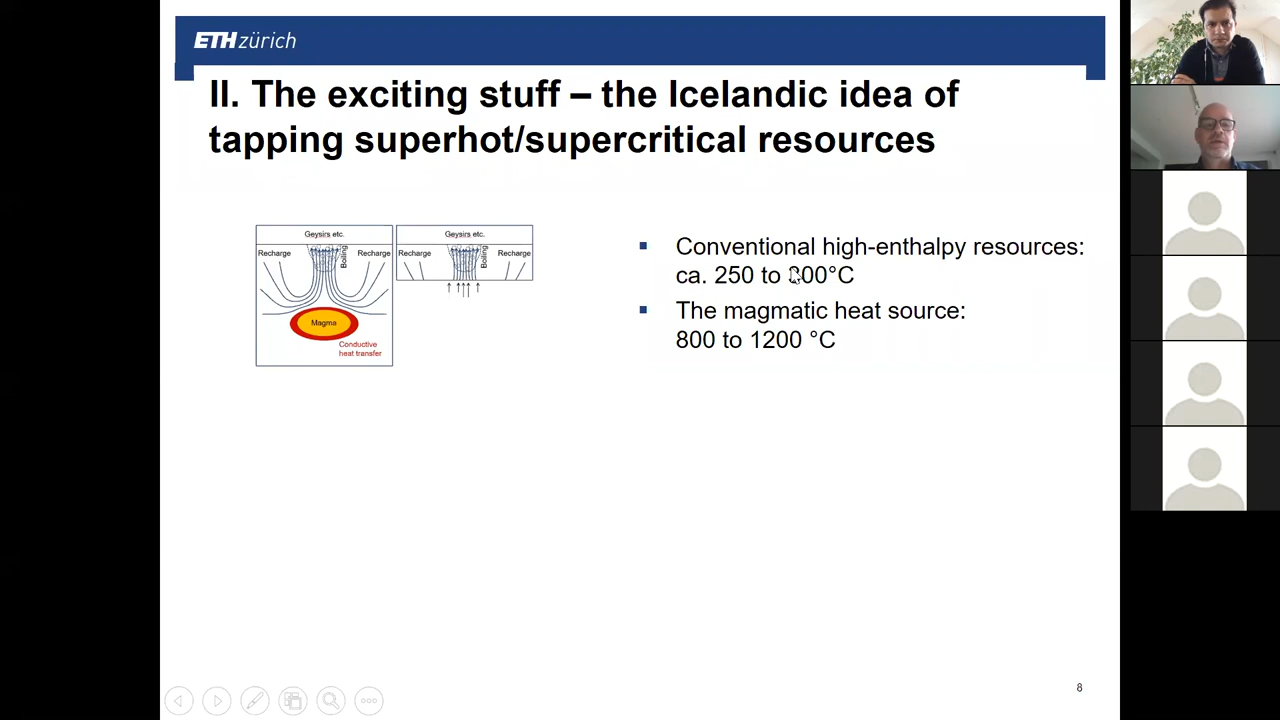 ETH zürich
II. The exciting stuff – the Icelandic idea of
tapping superhot/supercritical resources
Geysirs etc.
Recharge
Boiling
Recharge
Magma
Conductive
heat transfer
Geysirs etc.
Recharge
Boiling
Recharge
▪ Conventional high-enthalpy resources:
ca. 250 to 300°C
▪ The magmatic heat source:
800 to 1200 °C
8